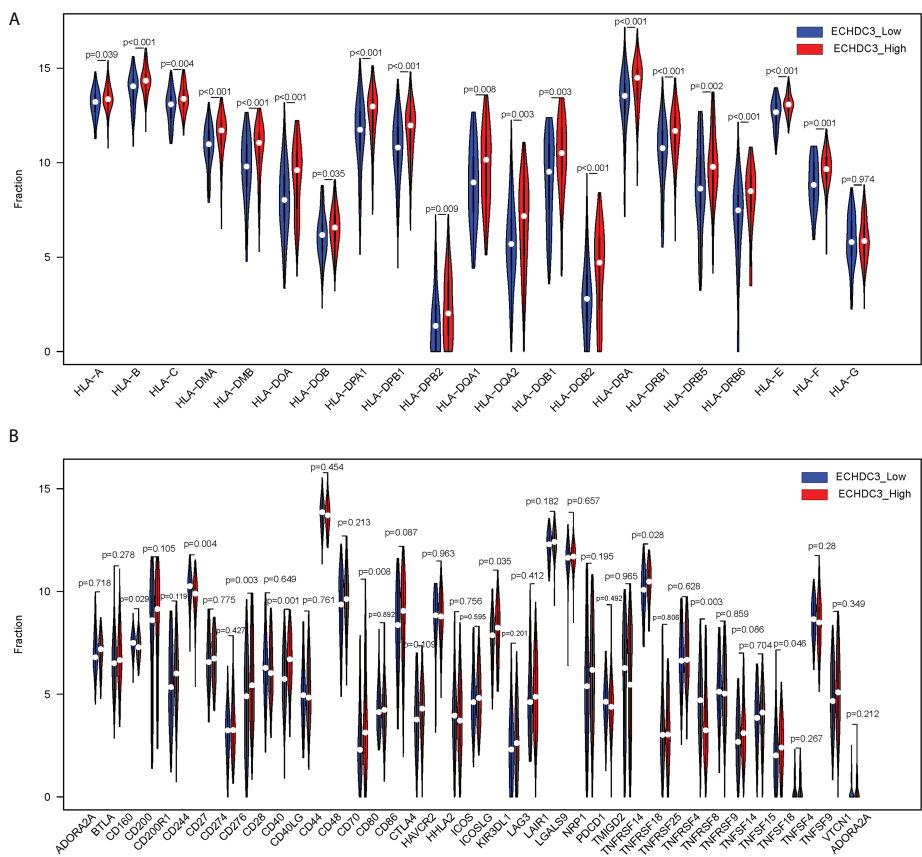 A
ECHDC3_Low
ECHDC3_High
Fraction
15
10
5
0
p=0.039
p<0.001
p=0.004
p<0.001
p<0.001
p<0.001
p=0.035
p<0.001
p<0.001
p=0.009
p=0.008
p=0.003
p=0.003
p<0.001
p<0.001
p<0.001
p=0.002
p<0.001
p<0.001
p<0.001
p=0.974
HLA−A
HLA−B
HLA−C
HLA−DMA
HLA−DMB
HLA−DOA
HLA−DOB
HLA−DPA1
HLA−DPB1
HLA−DPB2
HLA−DQA1
HLA−DQA2
HLA−DQB1
HLA−DQB2
HLA−DRA
HLA−DRB1
HLA−DRB5
HLA−DRB6
HLA−E
HLA−F
HLA−G
B
ECHDC3_Low
ECHDC3_High
Fraction
15
10
5
0
p=0.718
p=0.278
p=0.029
p=0.105
p=0.119
p=0.004
p=0.775
p=0.427
p=0.003
p=0.649
p=0.001
p=0.761
p=0.454
p=0.213
p=0.008
p=0.892
p=0.087
p=0.109
p=0.963
p=0.756
p=0.595
p=0.035
p=0.201
p=0.412
p=0.182
p=0.657
p=0.195
p=0.492
p=0.965
p=0.028
p=0.806
p=0.628
p=0.003
p=0.859
p=0.086
p=0.704
p=0.046
p=0.267
p=0.28
p=0.349
p=0.212
ADORA2A
BTLA
CD160
CD200
CD200R1
CD244
CD27
CD274
CD276
CD28
CD40
CD40LG
CD44
CD48
CD70
CD80
CD86
CTLA4
HAVCR2
HHLA2
ICOS
ICOSLG
KIR3DL1
LAG3
LAIR1
LGALS9
NRP1
PDCD1
TMIGD2
TNFRSF14
TNFRSF18
TNFRSF25
TNFRSF4
TNFRSF8
TNFRSF9
TNFSF14
TNFSF15
TNFSF18
TNFSF4
TNFSF9
VTCN1
ADORA2A